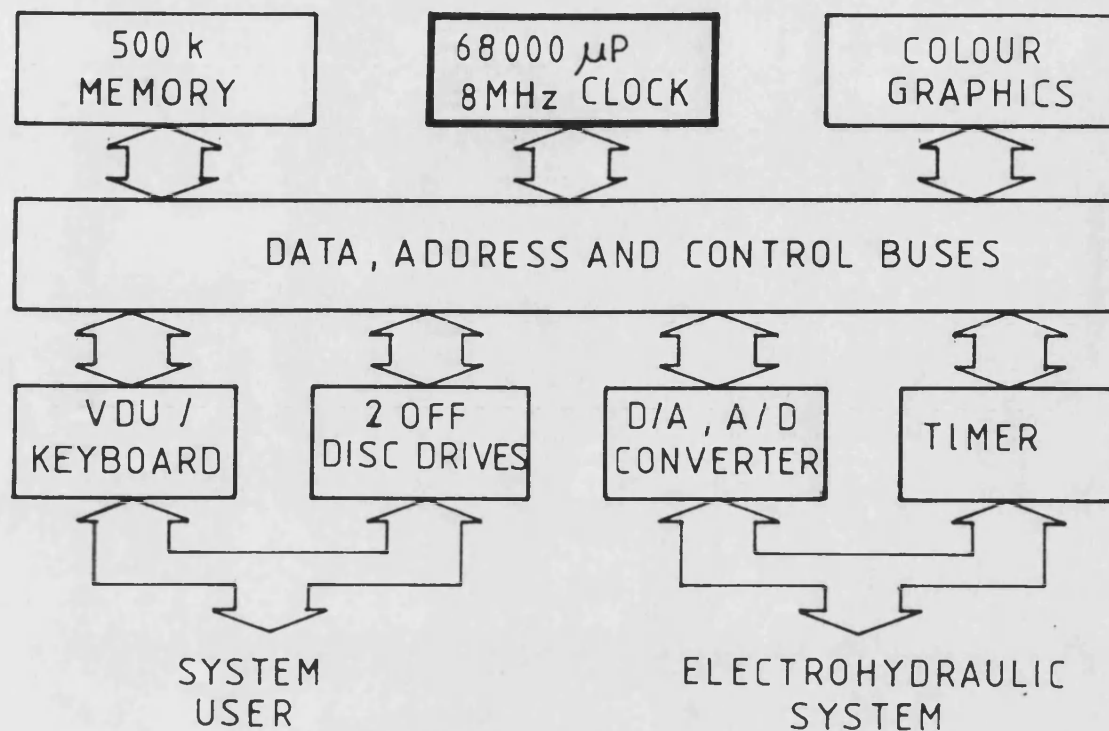 500 k
MEMORY
68000 μP
8MHz CLOCK
COLOUR
GRAPHICS
DATA, ADDRESS AND CONTROL BUSES
VDU /
KEYBOARD
2 OFF
DISC DRIVES
D/A, A/D
CONVERTER
TIMER
SYSTEM
USER
ELECTROHYDRAULIC
SYSTEM